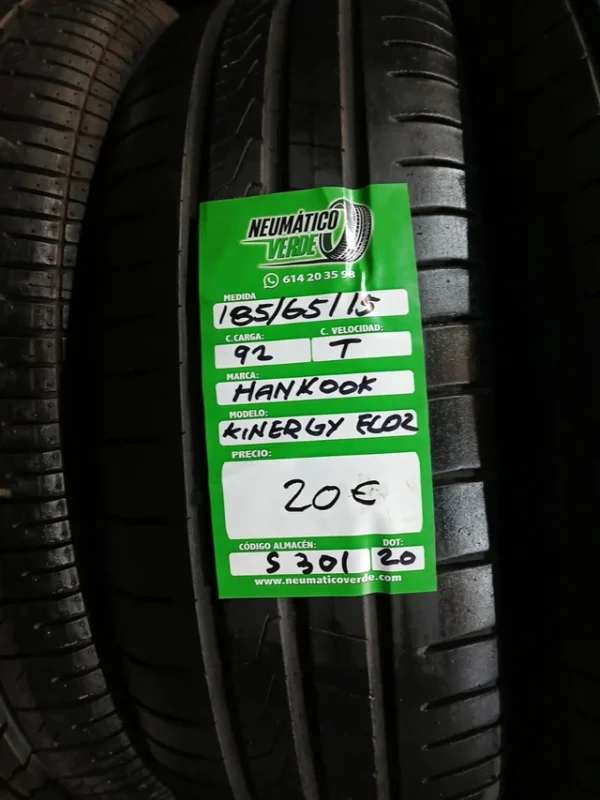 NEUMÁTICO
VERDE
614 20 35 98
MEDIDA
185/65/15
C.CARGA: C. VELOCIDAD:
92 T
MARCA:
HANKOOK
MODELO:
KINERGY ECO2
PRECIO:
20€
CÓDIGO ALMACÉN: DOT:
S 301 20
www.neumaticoverde.com